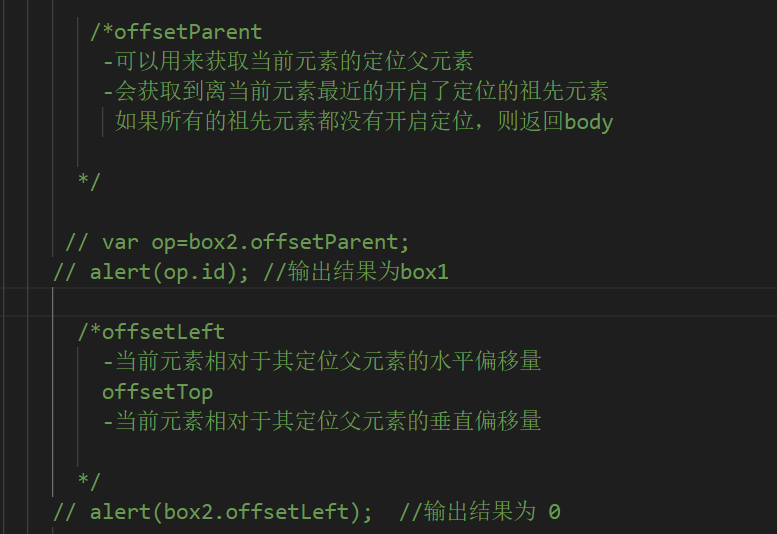 /*offsetParent
-可以用来获取当前元素的定位父元素
-会获取到离当前元素最近的开启了定位的祖先元素
如果所有的祖先元素都没有开启定位，则返回body
*/
// var op=box2.offsetParent;
// alert(op.id); //输出结果为box1
/*offsetLeft
-当前元素相对于其定位父元素的水平偏移量
offsetTop
-当前元素相对于其定位父元素的垂直偏移量
*/
// alert(box2.offsetLeft);  //输出结果为 0